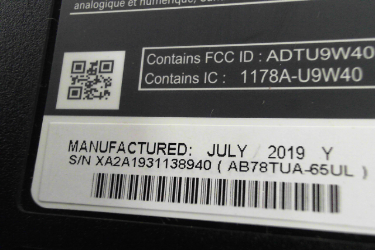 analogique et numérique,
Contains FCC ID : ADTU9W40
Contains IC : 1178A-U9W40
MANUFACTURED: JULY / 2019 Y
S/N XA2A1931138940 ( AB78TUA-65UL )